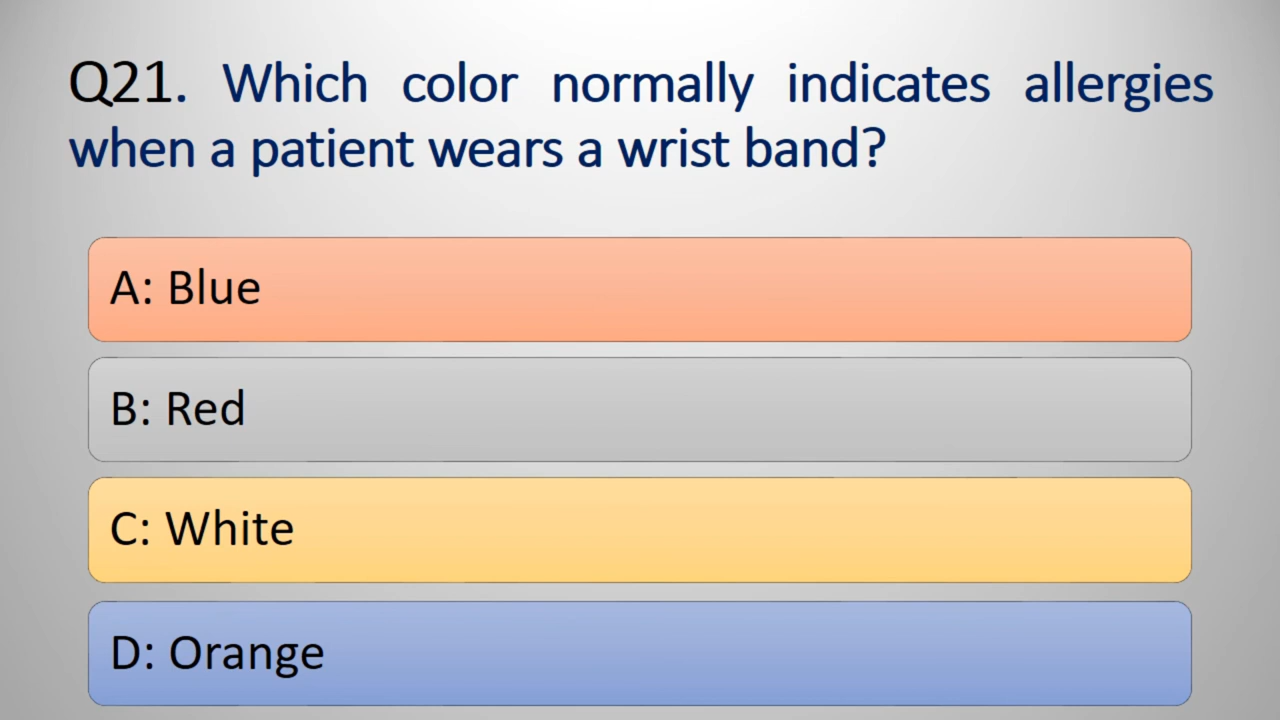 Q21. Which color normally indicates allergies
when a patient wears a wrist band?
A: Blue
B: Red
C: White
D: Orange